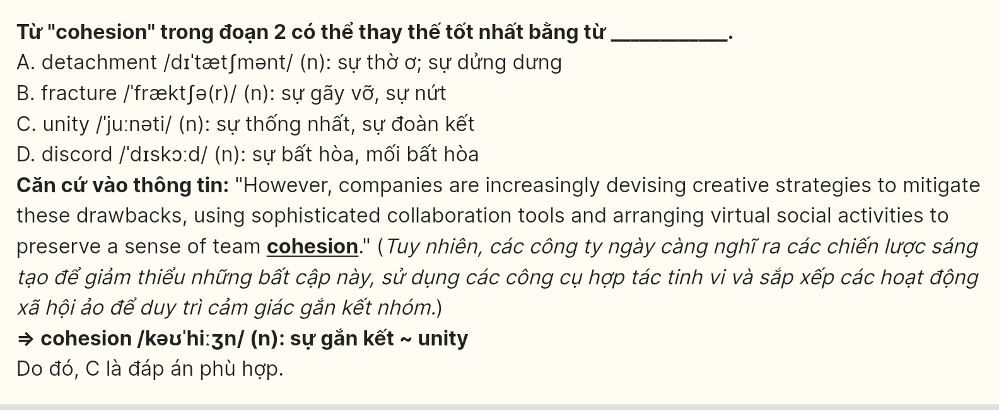 Từ "cohesion" trong đoạn 2 có thể thay thế tốt nhất bằng từ ____________.
A. detachment /dɪˈtætʃmənt/ (n): sự thờ ơ; sự dửng dưng
B. fracture /ˈfræktʃə(r)/ (n): sự gãy vỡ, sự nứt
C. unity /ˈjuːnəti/ (n): sự thống nhất, sự đoàn kết
D. discord /ˈdɪskɔːd/ (n): sự bất hòa, mối bất hòa
Căn cứ vào thông tin: "However, companies are increasingly devising creative strategies to mitigate
these drawbacks, using sophisticated collaboration tools and arranging virtual social activities to
preserve a sense of team cohesion." (Tuy nhiên, các công ty ngày càng nghĩ ra các chiến lược sáng
tạo để giảm thiểu những bất cập này, sử dụng các công cụ hợp tác tinh vi và sắp xếp các hoạt động
xã hội ảo để duy trì cảm giác gắn kết nhóm.)
⇒ cohesion /kəʊˈhiːʒn/ (n): sự gắn kết ~ unity
Do đó, C là đáp án phù hợp.